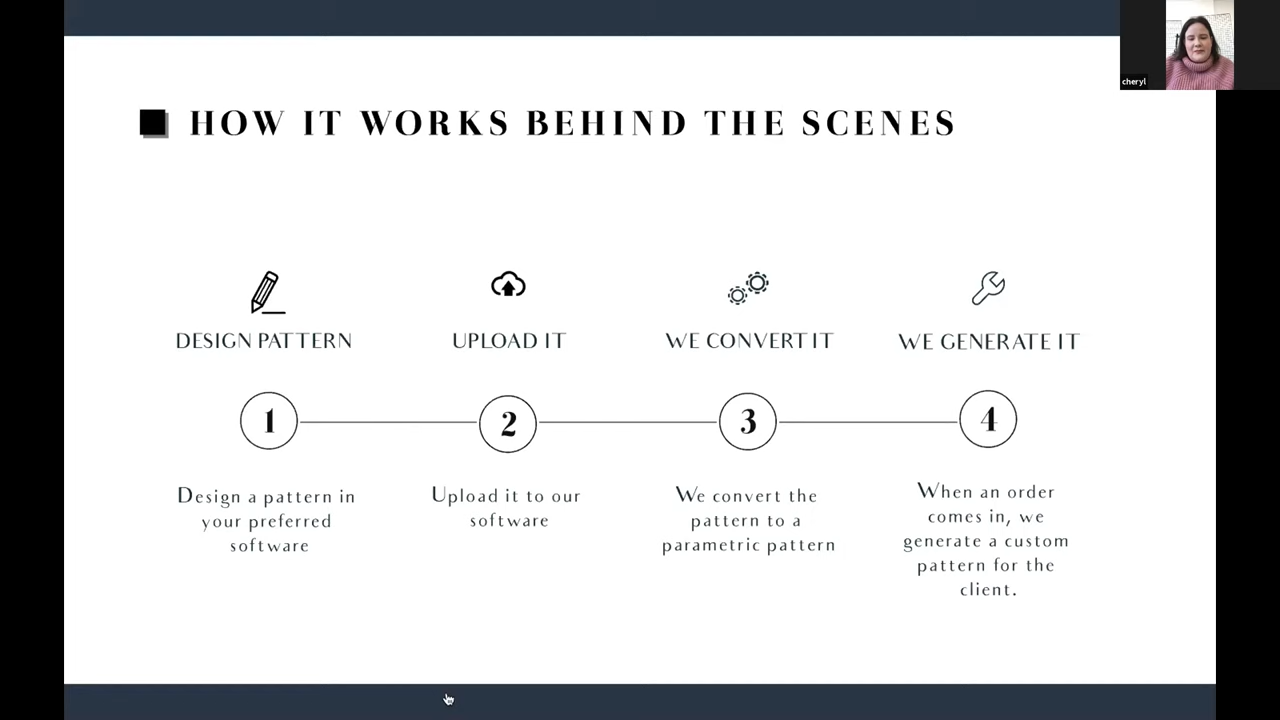 cheryl
HOW IT WORKS BEHIND THE SCENES
DESIGN PATTERN
UPLOAD IT
WE CONVERT IT
WE GENERATE IT
1
2
3
4
Design a pattern in
your preferred
software
Upload it to our
software
We convert the
pattern to a
parametric pattern
When an order
comes in, we
generate a custom
pattern for the
client.